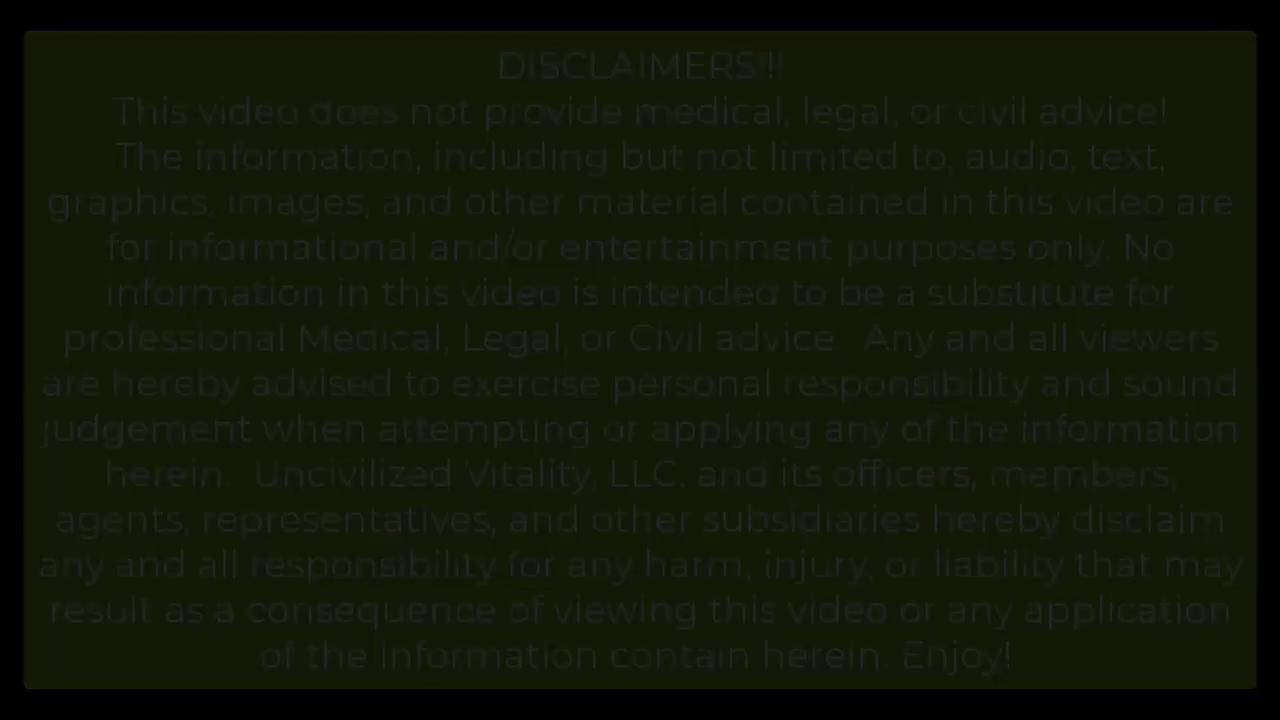 DISCLAIMERS!!!
This video does not provide medical, legal, or civil advice!
The information, including but not limited to, audio, text,
graphics, images, and other material contained in this video are
for informational and/or entertainment purposes only. No
information in this video is intended to be a substitute for
professional Medical, Legal, or Civil advice.  Any and all viewers
are hereby advised to exercise personal responsibility and sound
judgement when attempting or applying any of the information
herein.  Uncivilized Vitality, LLC. and its officers, members,
agents, representatives, and other subsidiaries hereby disclaim
any and all responsibility for any harm, injury, or liability that may
result as a consequence of viewing this video or any application
of the information contain herein. Enjoy!